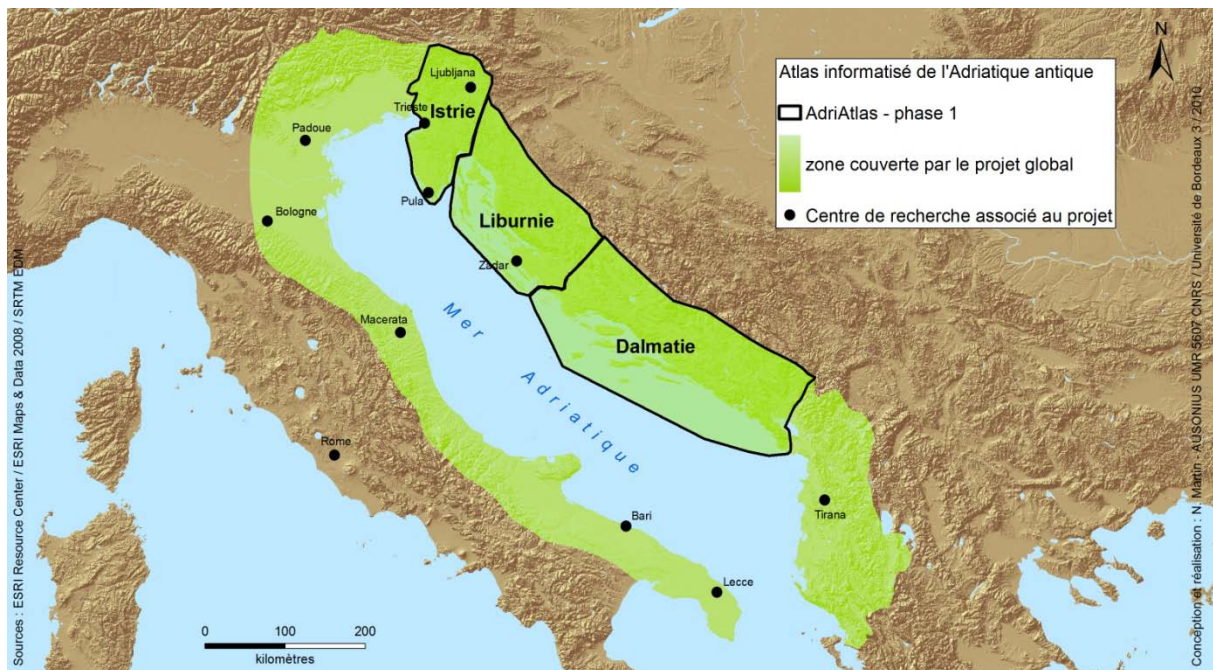 N
Atlas informatisé de l'Adriatique antique
AdriAtlas - phase 1
zone couverte par le projet global
Centre de recherche associé au projet
Ljubljana
Trieste
Istrie
Padoue
Pula
Bologne
Liburnie
Zadar
Macerata
Mer Adriatique
Dalmatie
Rome
Tirana
Bari
Lecce
0 100 200
kilomètres
Sources : ESRI Resource Center / ESRI Maps & Data 2008 / SRTM EDM
Conception et réalisation : N. Martin - AUSONIUS UMR 5607 CNRS / Université de Bordeaux 3 / 2010